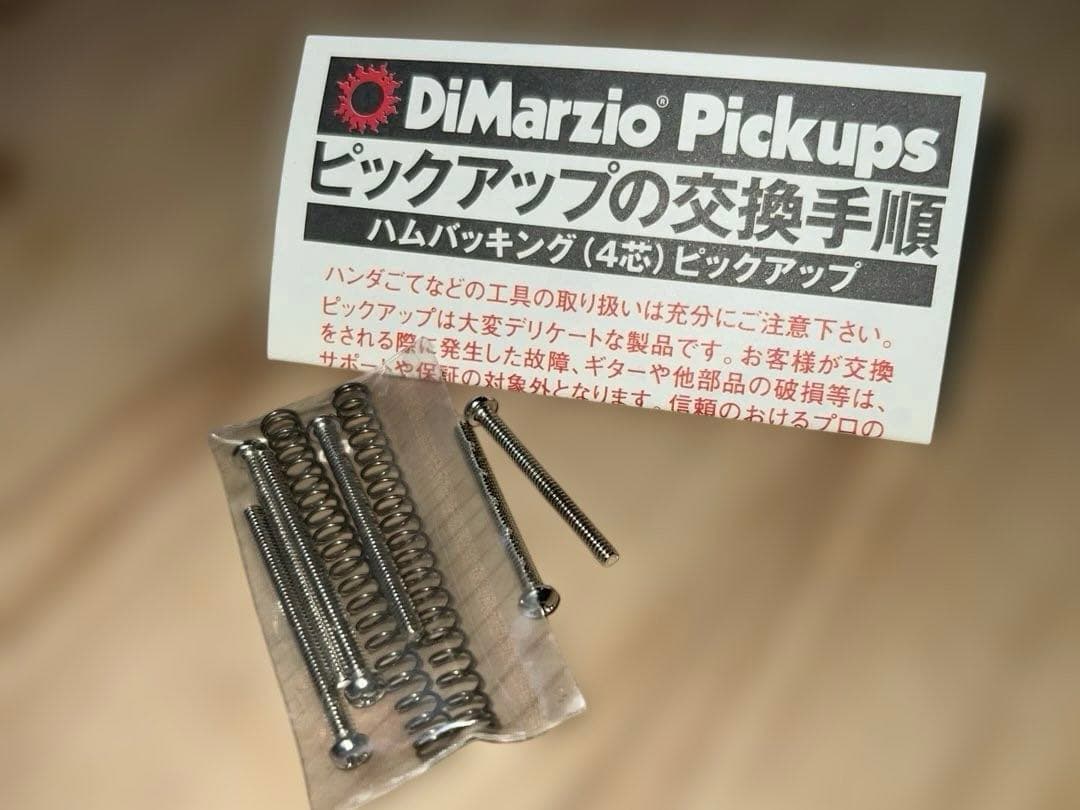 DiMarzio® Pickups
ピックアップの交換手順
ハムバッキング(4芯)ピックアップ
ハンダごてなどの工具の取り扱いは充分にご注意下さい。
ピックアップは大変デリケートな製品です。お客様が交換
をされる際に発生した故障、ギターや他部品の破損等は、
サポートや保証の対象外となります。信頼のおけるプロの